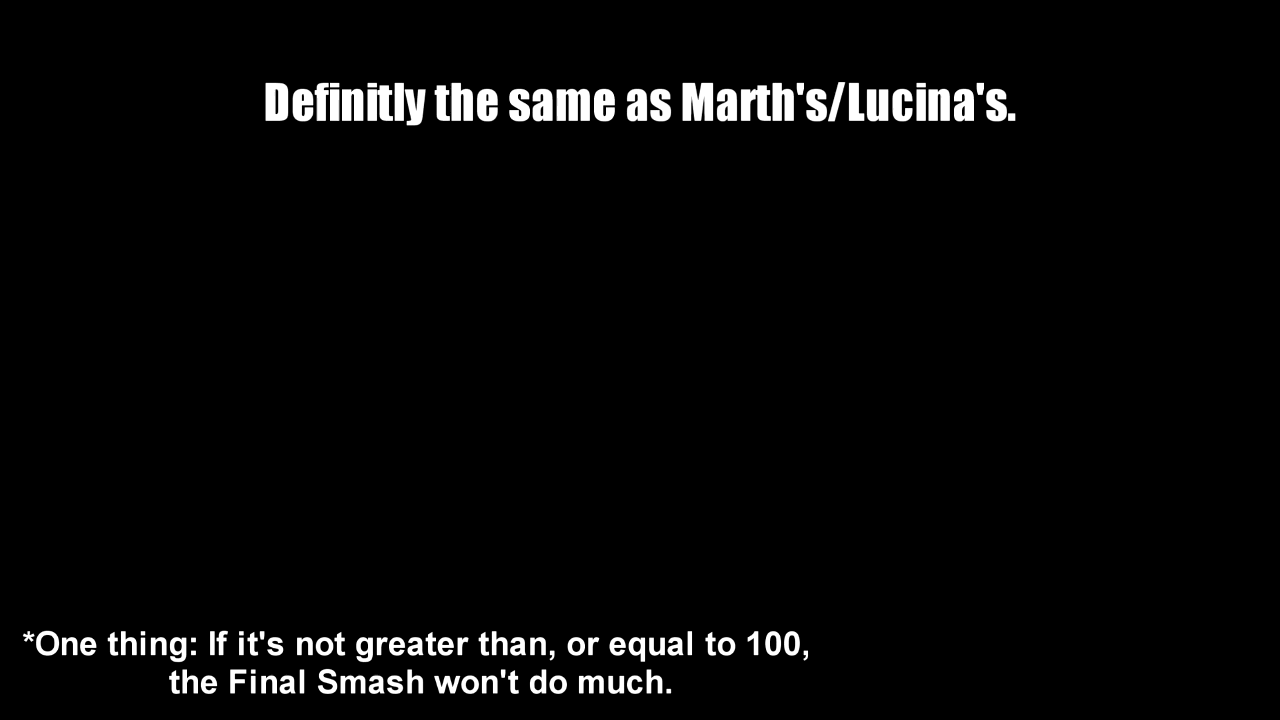 Definitly the same as Marth's/Lucina's.
*One thing: If it's not greater than, or equal to 100,
the Final Smash won't do much.